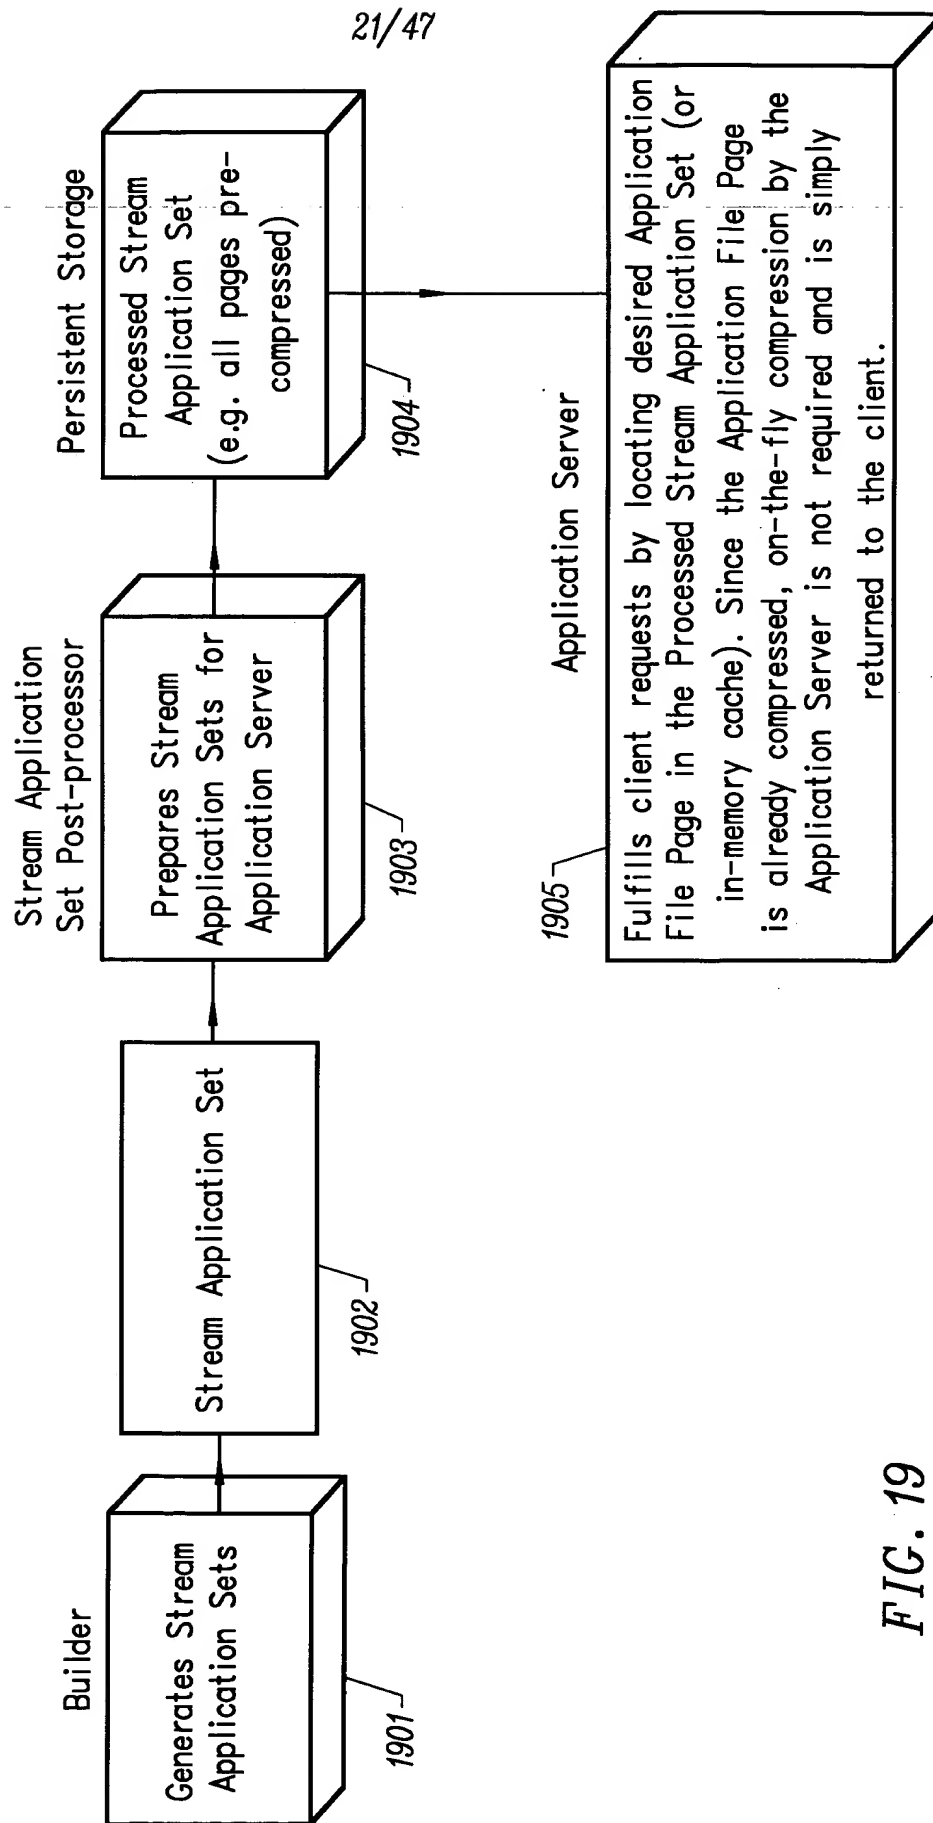 21/47
Builder
Generates Stream
Application Sets
1901
Stream Application Set
1902
Stream Application
Set Post-processor
Prepares Stream
Application Sets for
Application Server
1903
Persistent Storage
Processed Stream
Application Set
(e.g. all pages pre-
compressed)
1904
Application Server
1905
Fulfills client requests by locating desired Application
File Page in the Processed Stream Application Set (or
in-memory cache). Since the Application File Page
is already compressed, on-the-fly compression by the
Application Server is not required and is simply
returned to the client.
FIG. 19